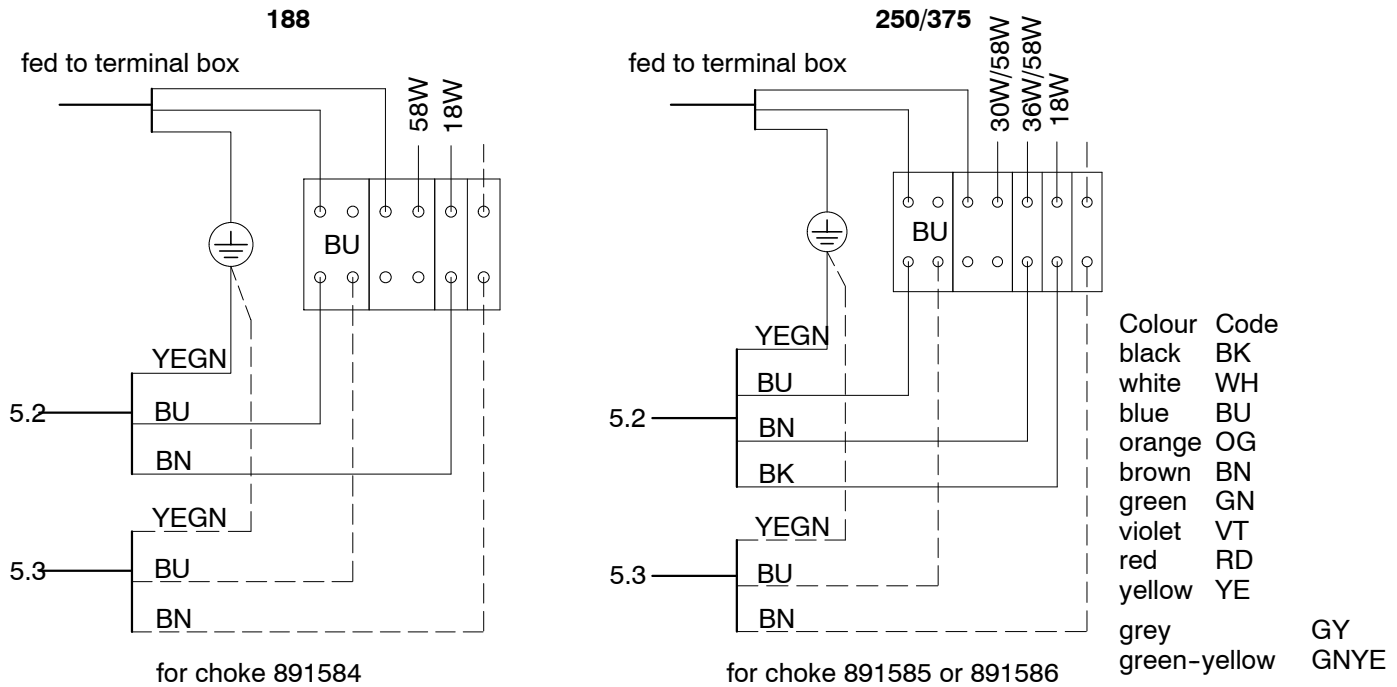 188
fed to terminal box
58W
18W
BU
YEGN
BU
5.2
BN
YEGN
BU
5.3
BN
for choke 891584
250/375
fed to terminal box
30W/58W
36W/58W
18W
BU
YEGN
BU
5.2
BN
BK
YEGN
BU
5.3
BN
for choke 891585 or 891586
Colour Code
black BK
white WH
blue BU
orange OG
brown BN
green GN
violet VT
red RD
yellow YE
grey GY
green-yellow GNYE